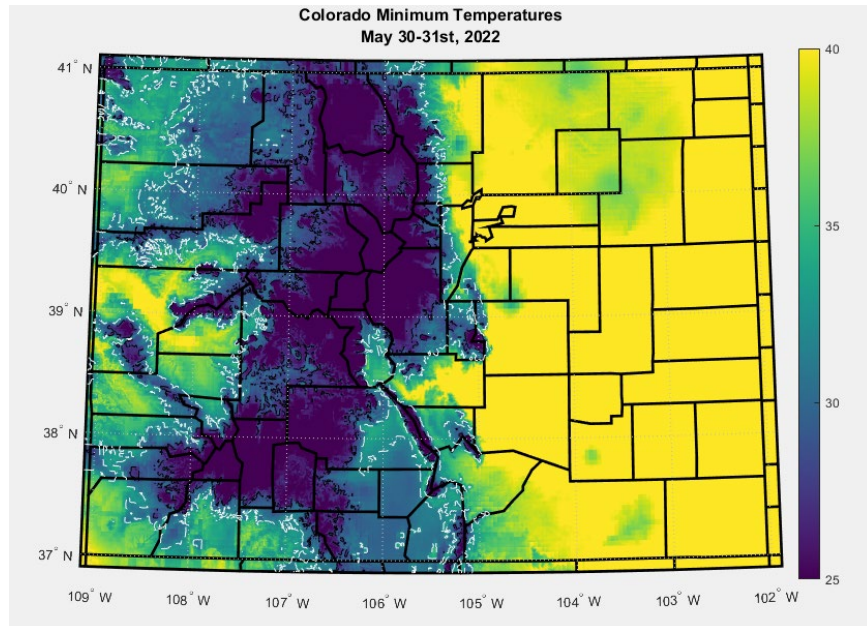 Colorado Minimum Temperatures
May 30-31st, 2022
41° N
40° N
39° N
38° N
37° N
109° W
108° W
107° W
106° W
105° W
104° W
103° W
102° W
40
35
30
25